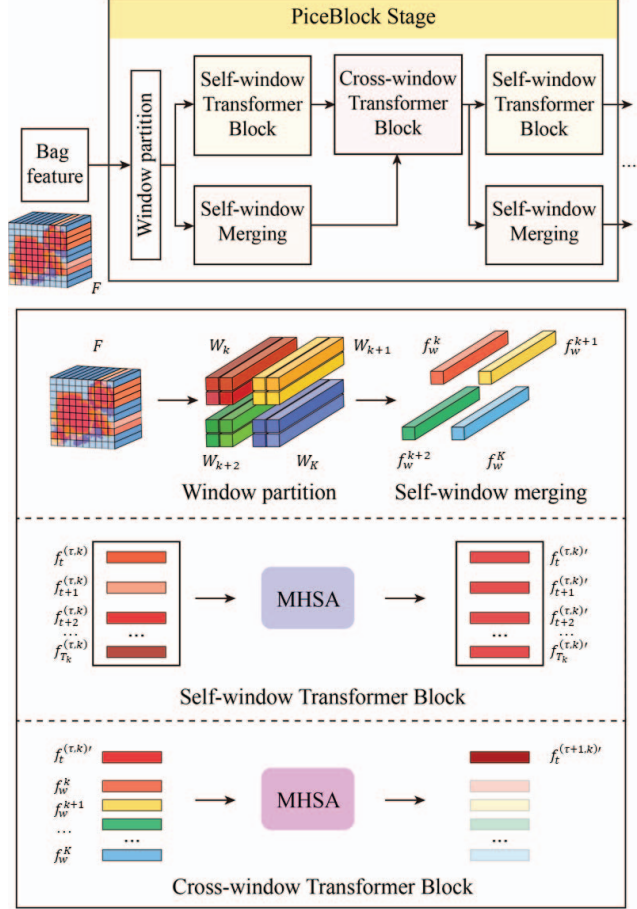 PiceBlock Stage
Bag
feature
F
Window partition
Self-window
Transformer
Block
Cross-window
Transformer
Block
Self-window
Transformer
Block
...
Self-window
Merging
Self-window
Merging
F
W_k
W_{k+1}
W_{k+2}
W_K
Window partition
f_w^k
f_w^{k+1}
f_w^{k+2}
f_w^K
Self-window merging
f_t^{(τ,k)}
f_{t+1}^{(τ,k)}
f_{t+2}^{(τ,k)}
... ...
f_{T_k}^{(τ,k)}
MHSA
f_t^{(τ,k)′}
f_{t+1}^{(τ,k)′}
f_{t+2}^{(τ,k)′}
... ...
f_{T_k}^{(τ,k)′}
Self-window Transformer Block
f_t^{(τ,k)′}
f_w^k
f_w^{k+1}
... ...
f_w^K
MHSA
f_t^{(τ+1,k)′}
...
Cross-window Transformer Block